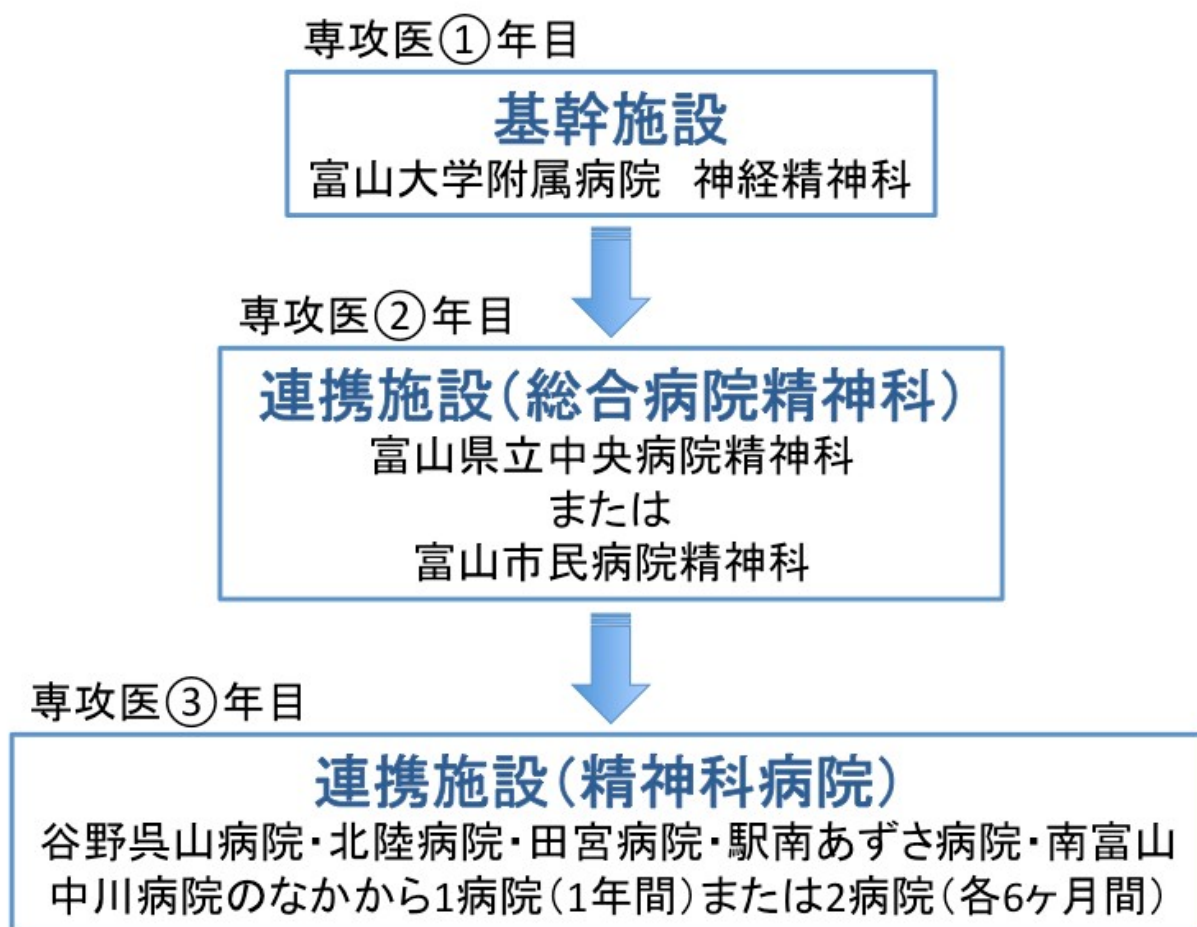 専攻医①年目
基幹施設
富山大学附属病院　神経精神科
専攻医②年目
連携施設(総合病院精神科)
富山県立中央病院精神科
または
富山市民病院精神科
専攻医③年目
連携施設(精神科病院)
谷野呉山病院・北陸病院・田宮病院・駅南あずさ病院・南富山
中川病院のなかから1病院(1年間)または2病院(各6ヶ月間)